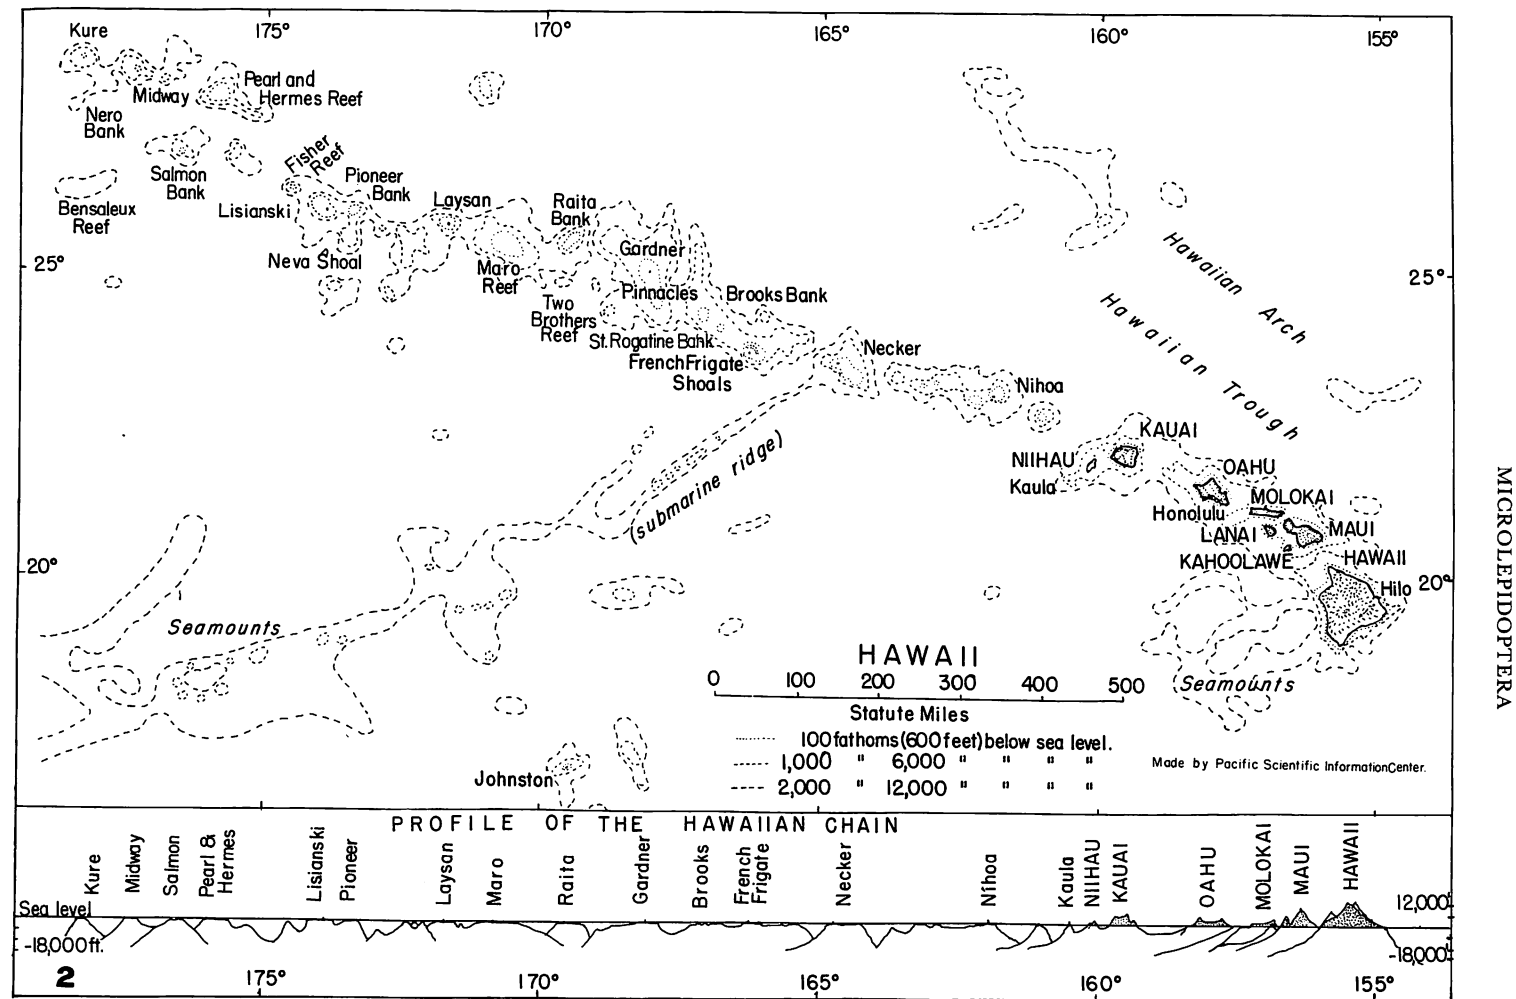 175°
170°
165°
160°
155°
Kure
Midway
Pearl and
Hermes Reef
Nero
Bank
Salmon
Bank
Bensaleux
Reef
Fisher
Reef
Pioneer
Bank
Lisianski
Laysan
Raita
Bank
Neva Shoal
Maro
Reef
Gardner
Pinnacles
Two
Brothers
Reef
Brooks Bank
St. Rogatine Bank
French Frigate
Shoals
Necker
Nihoa
Hawaiian Arch
Hawaiian Trough
25°
25°
KAUAI
NIIHAU
Kaula
OAHU
Honolulu
MOLOKAI
LANAI
MAUI
KAHOOLAWE
HAWAII
Hilo
20°
20°
(submarine ridge)
Seamounts
Seamounts
Johnston
HAWAII
0 100 200 300 400 500
Statute Miles
100 fathoms (600 feet) below sea level.
1,000 " 6,000 " " " "
2,000 " 12,000 " " " "
Made by Pacific Scientific Information Center.
PROFILE OF THE HAWAIIAN CHAIN
Kure
Midway
Salmon
Pearl &
Hermes
Lisianski
Pioneer
Laysan
Maro
Raita
Gardner
Brooks
French
Frigate
Necker
Nihoa
Kaula
NIIHAU
KAUAI
OAHU
MOLOKAI
MAUI
HAWAII
Sea level
12,000'
-18,000 ft.
-18,000'
2
175°
170°
165°
160°
155°
MICROLEPIDOPTERA